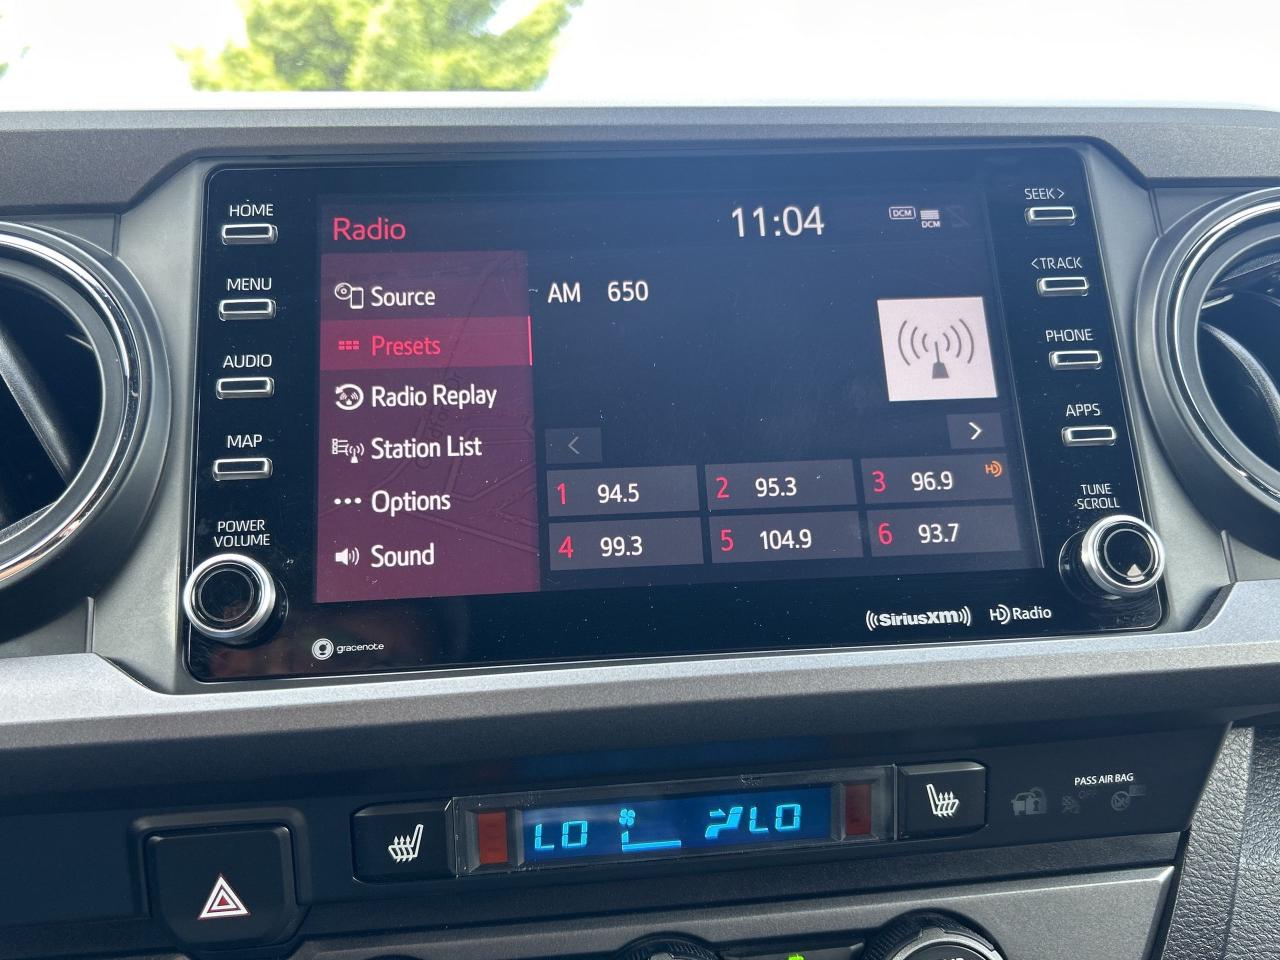 HOME
MENU
AUDIO
MAP
POWER
VOLUME
Radio
11:04
DCM
DCM
Source
Presets
Radio Replay
Station List
Options
Sound
AM 650
1 94.5
2 95.3
3 96.9 HD
4 99.3
5 104.9
6 93.7
SEEK >
< TRACK
PHONE
APPS
TUNE
SCROLL
gracenote
((SiriusXM))
HD Radio
LO
LO
PASS AIR BAG